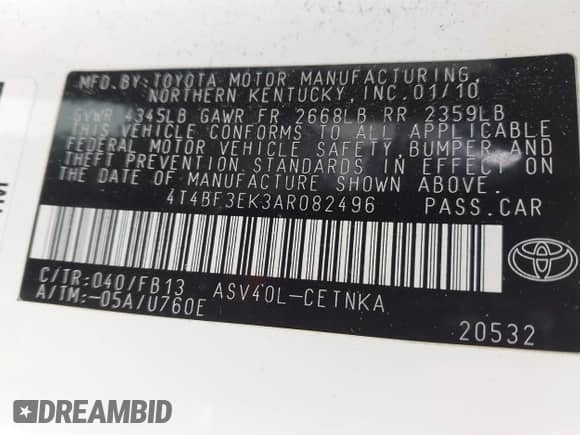 MFD.BY:TOYOTA MOTOR MANUFACTURING,
NORTHERN KENTUCKY, INC.01/10
GVWR 4345LB GAWR FR 2668LB RR 2359LB
THIS VEHICLE CONFORMS TO ALL APPLICABLE
FEDERAL MOTOR VEHICLE SAFETY, BUMPER, AND
THEFT PREVENTION STANDARDS IN EFFECT ON
THE DATE OF MANUFACTURE SHOWN ABOVE.
4T4BF3EK3AR082496 PASS.CAR
C/TR:040/FB13 ASV40L-CETNKA
A/TM:-05A/U760E
20532
DREAMBID